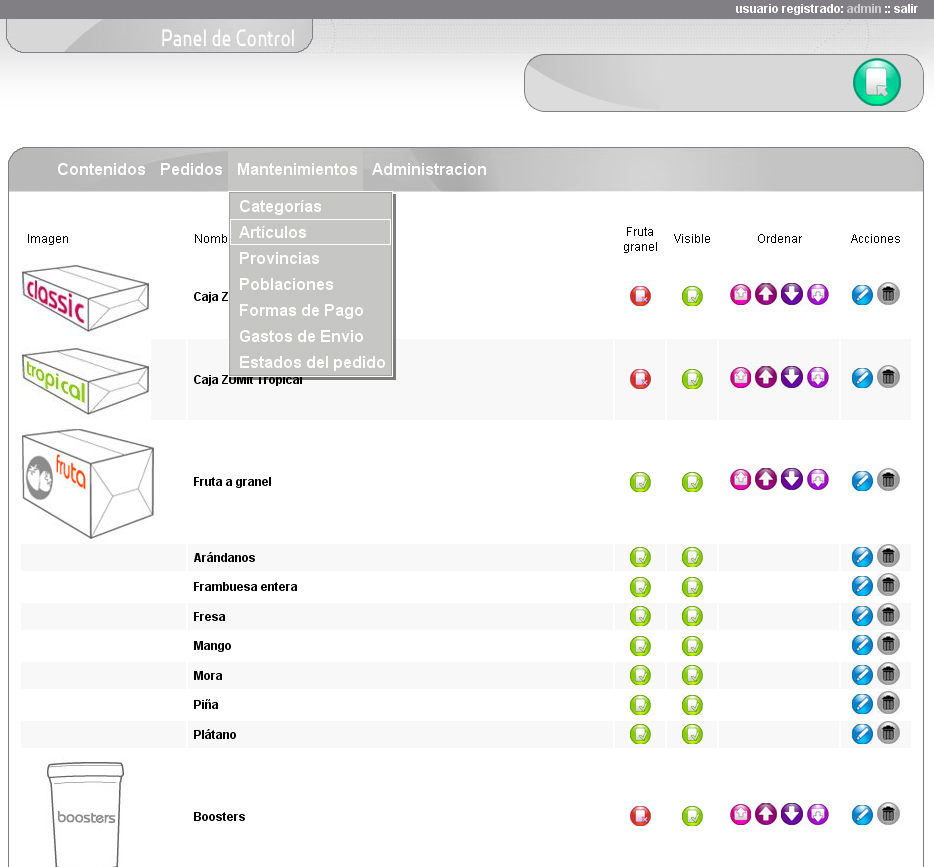 usuario registrado: admin :: salir
Panel de Control
Contenidos Pedidos Mantenimientos Administracion
Categorías
Artículos
Provincias
Poblaciones
Formas de Pago
Gastos de Envio
Estados del pedido
Imagen Nomb Fruta granel Visible Ordenar Acciones
classic
Caja Z
tropical
Caja Zumit Tropical
fruta
Fruta a granel
Arándanos
Frambuesa entera
Fresa
Mango
Mora
Piña
Plátano
boosters
Boosters